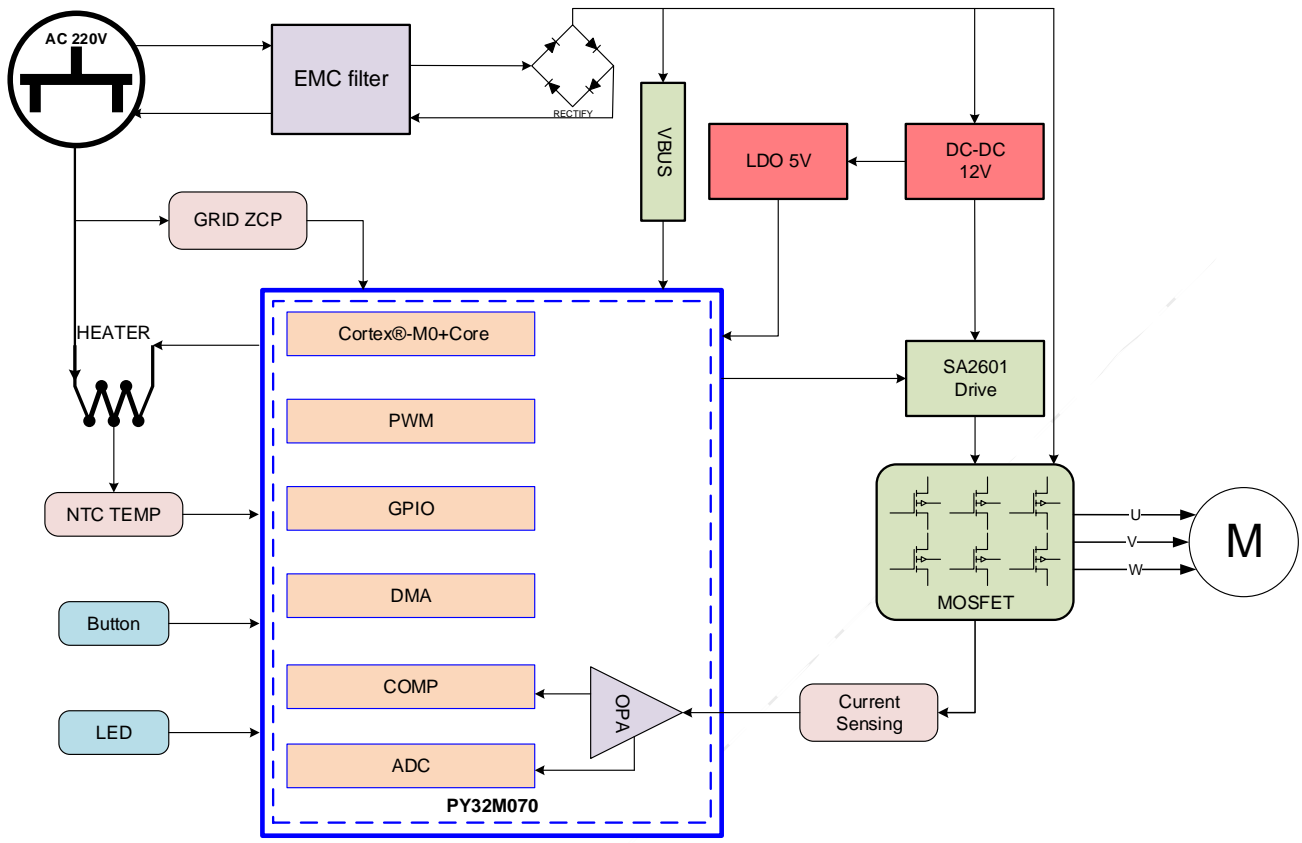 AC 220V
EMC filter
RECTIFY
VBUS
LDO 5V
DC-DC
12V
GRID ZCP
HEATER
Cortex®-M0+Core
SA2601
Drive
PWM
NTC TEMP
GPIO
U
V
W
M
MOSFET
DMA
Button
COMP
OPA
Current
Sensing
LED
ADC
PY32M070